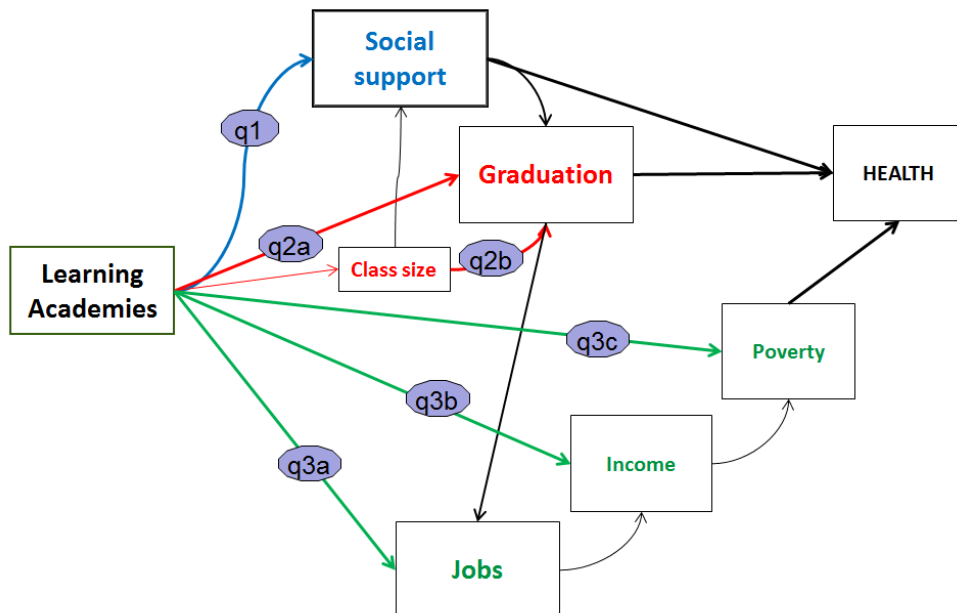 Social
support
q1
Graduation
HEALTH
q2a
Class size
q2b
Learning
Academies
q3c
Poverty
q3b
Income
q3a
Jobs